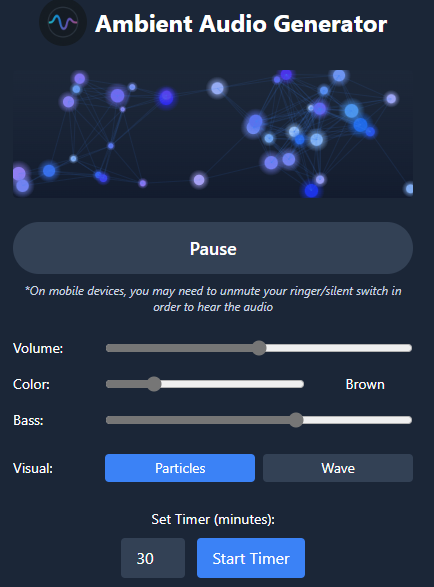 Ambient Audio Generator
Pause
*On mobile devices, you may need to unmute your ringer/silent switch in
order to hear the audio
Volume:
Color: Brown
Bass:
Visual: Particles Wave
Set Timer (minutes):
30 Start Timer